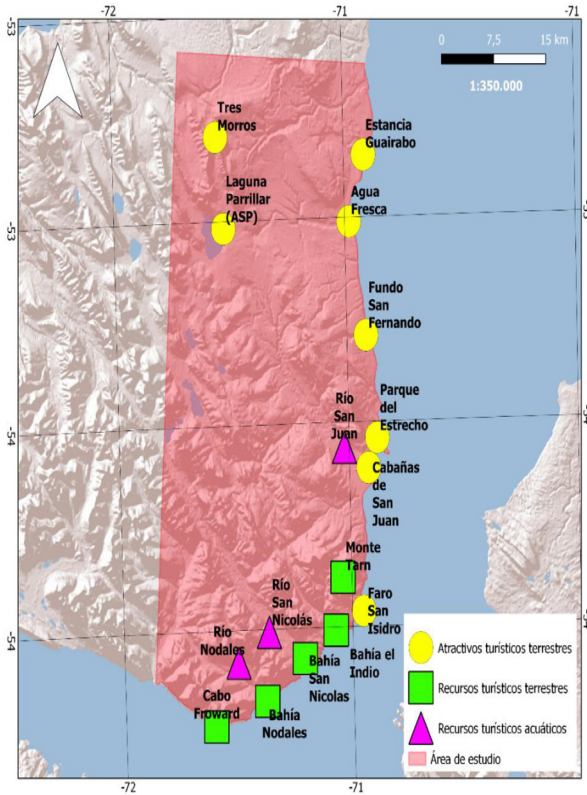 -72
-71
-71
-53
0 7,5 15 km
1:350.000
Tres
Morros
Estancia
Guairabo
Laguna
Parrillar
(ASP)
Agua
Fresca
-53
-53
Fundo
San
Fernando
Parque
del
Estrecho
Río
San
Juan
-54
-54
Cabañas
de
San
Juan
Monte
Tarn
Río
San
Nicolás
Faro
San
Isidro
Río
Nodales
-54
Bahía el
Indio
Bahía
San
Nicolas
Cabo
Froward
Bahía
Nodales
Atractivos turísticos terrestres
Recursos turísticos terrestres
Recursos turísticos acuáticos
Área de estudio
-72
-71